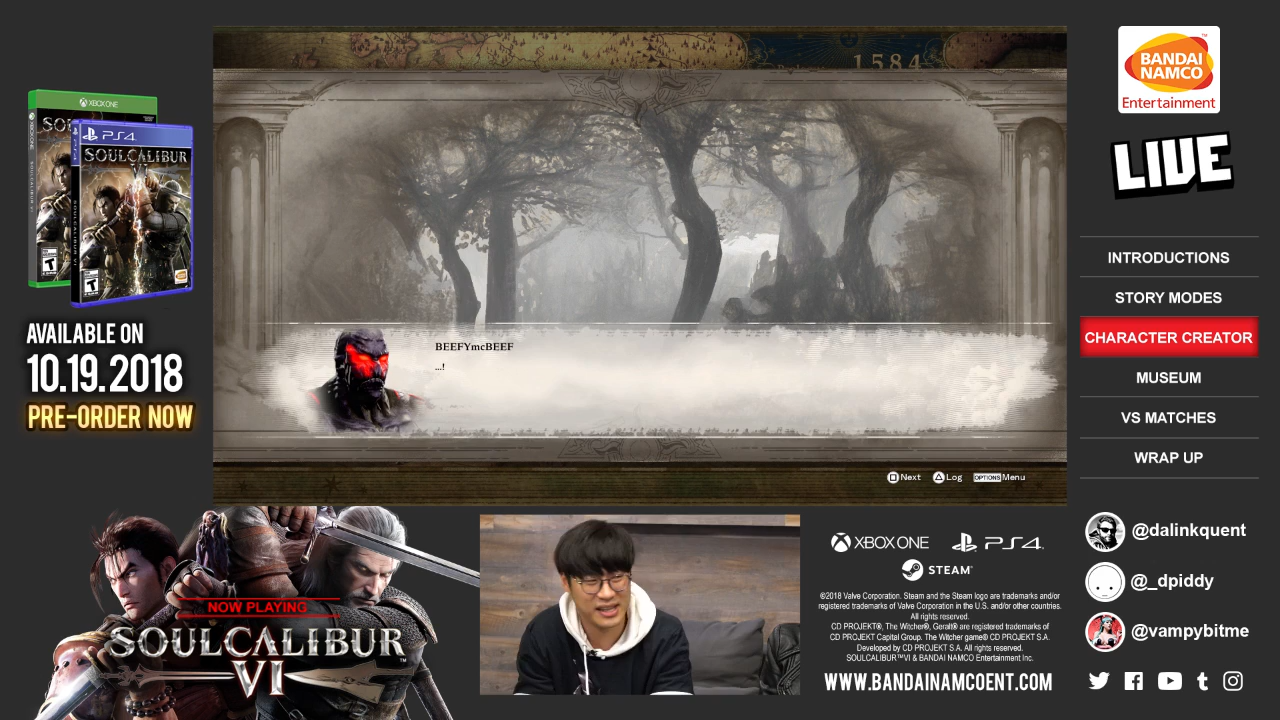 XBOX ONE
PS4
SOULCALIBUR
VI
AVAILABLE ON
10.19.2018
PRE-ORDER NOW
1584
BEEFYmcBEEF
...!
Next
Log
OPTIONS Menu
BANDAI
NAMCO
Entertainment
LIVE
INTRODUCTIONS
STORY MODES
CHARACTER CREATOR
MUSEUM
VS MATCHES
WRAP UP
NOW PLAYING
SOULCALIBUR
VI
XBOX ONE
PS4
STEAM
©2018 Valve Corporation. Steam and the Steam logo are trademarks and/or
registered trademarks of Valve Corporation in the U.S. and/or other countries.
All rights reserved.
CD PROJEKT®, The Witcher®, Geralt® are registered trademarks of
CD PROJEKT Capital Group. The Witcher game© CD PROJEKT S.A.
Developed by CD PROJEKT S.A. All rights reserved.
SOULCALIBUR™VI & BANDAI NAMCO Entertainment Inc.
WWW.BANDAINAMCOENT.COM
@dalinkquent
@_dpiddy
@vampybitme